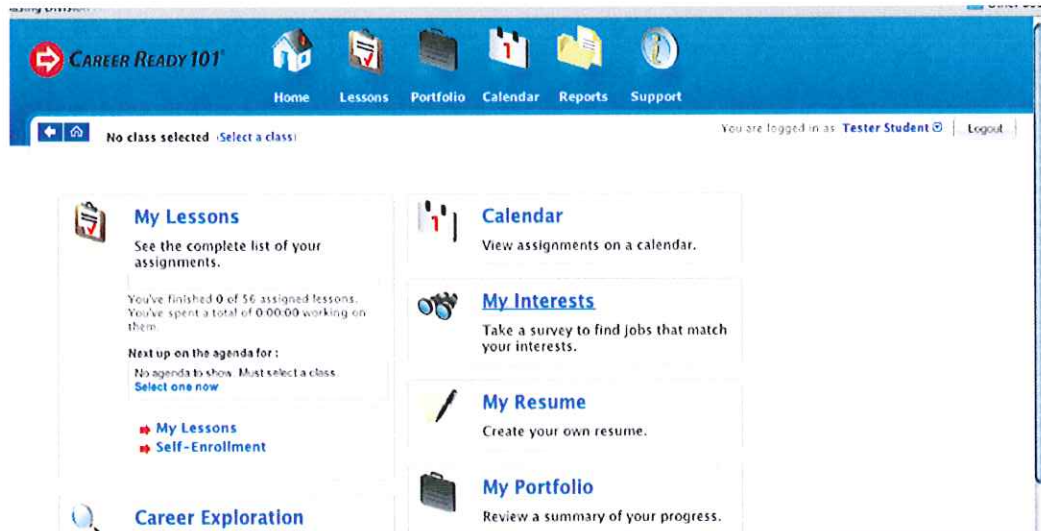 CAREER READY 101®
Home Lessons Portfolio Calendar Reports Support
No class selected (Select a class)
You are logged in as Tester Student Logout
My Lessons
See the complete list of your
assignments.
You've finished 0 of 56 assigned lessons.
You've spent a total of 0:00:00 working on
them.
Next up on the agenda for :
No agenda to show. Must select a class.
Select one now
My Lessons
Self-Enrollment
Career Exploration
1
Calendar
View assignments on a calendar.
My Interests
Take a survey to find jobs that match
your interests.
My Resume
Create your own resume.
My Portfolio
Review a summary of your progress.